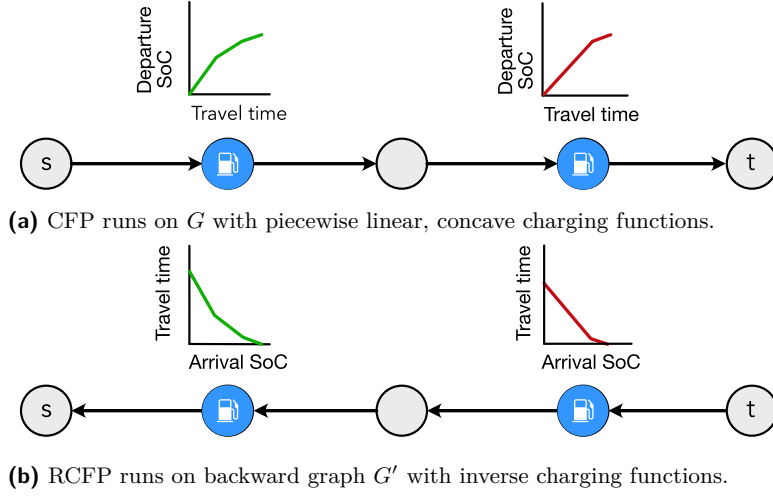 Departure
SoC
Travel time
Departure
SoC
Travel time
s
t
(a) CFP runs on G with piecewise linear, concave charging functions.
Travel time
Arrival SoC
Travel time
Arrival SoC
s
t
(b) RCFP runs on backward graph G′ with inverse charging functions.